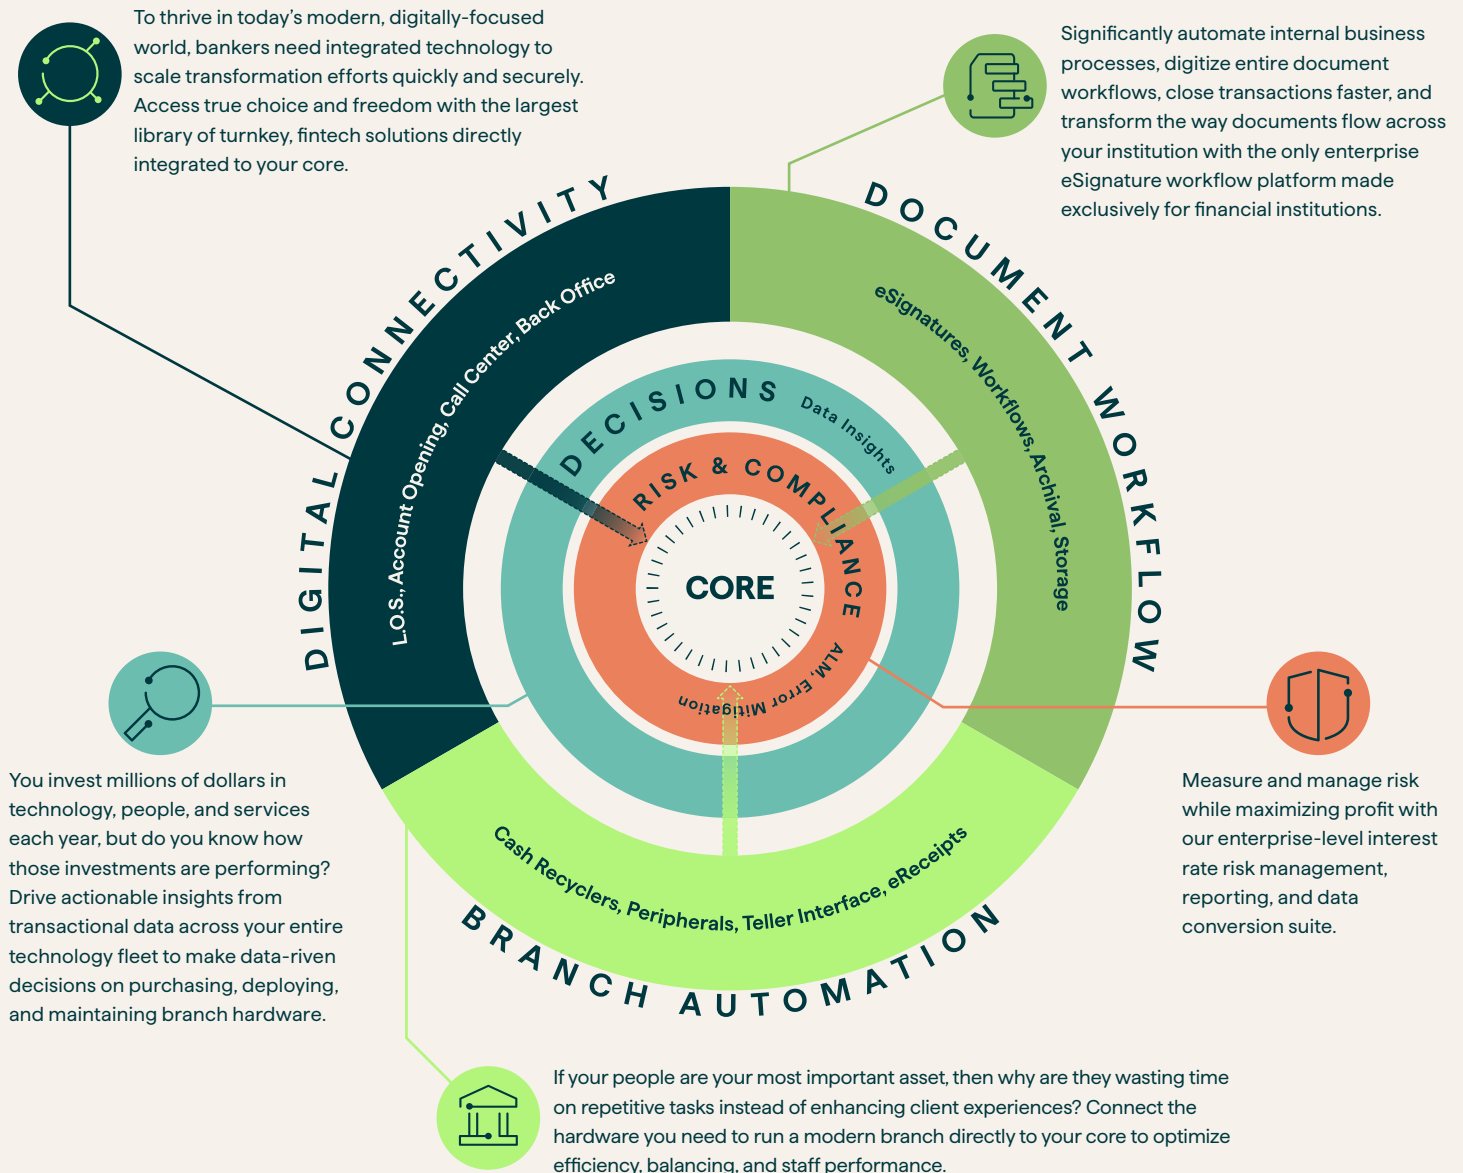 To thrive in today's modern, digitally-focused
world, bankers need integrated technology to
scale transformation efforts quickly and securely.
Access true choice and freedom with the largest
library of turnkey, fintech solutions directly
integrated to your core.
Significantly automate internal business
processes, digitize entire document
workflows, close transactions faster, and
transform the way documents flow across
your institution with the only enterprise
eSignature workflow platform made
exclusively for financial institutions.
DIGITAL CONNECTIVITY
L.O.S., Account Opening, Call Center, Back Office
DOCUMENT WORKFLOW
eSignatures, Workflows, Archival, Storage
DECISIONS
Data Insights
RISK & COMPLIANCE
ALM, Error Mitigation
CORE
Cash Recyclers, Peripherals, Teller Interface, eReceipts
BRANCH AUTOMATION
You invest millions of dollars in
technology, people, and services
each year, but do you know how
those investments are performing?
Drive actionable insights from
transactional data across your entire
technology fleet to make data-riven
decisions on purchasing, deploying,
and maintaining branch hardware.
Measure and manage risk
while maximizing profit with
our enterprise-level interest
rate risk management,
reporting, and data
conversion suite.
If your people are your most important asset, then why are they wasting time
on repetitive tasks instead of enhancing client experiences? Connect the
hardware you need to run a modern branch directly to your core to optimize
efficiency, balancing, and staff performance.